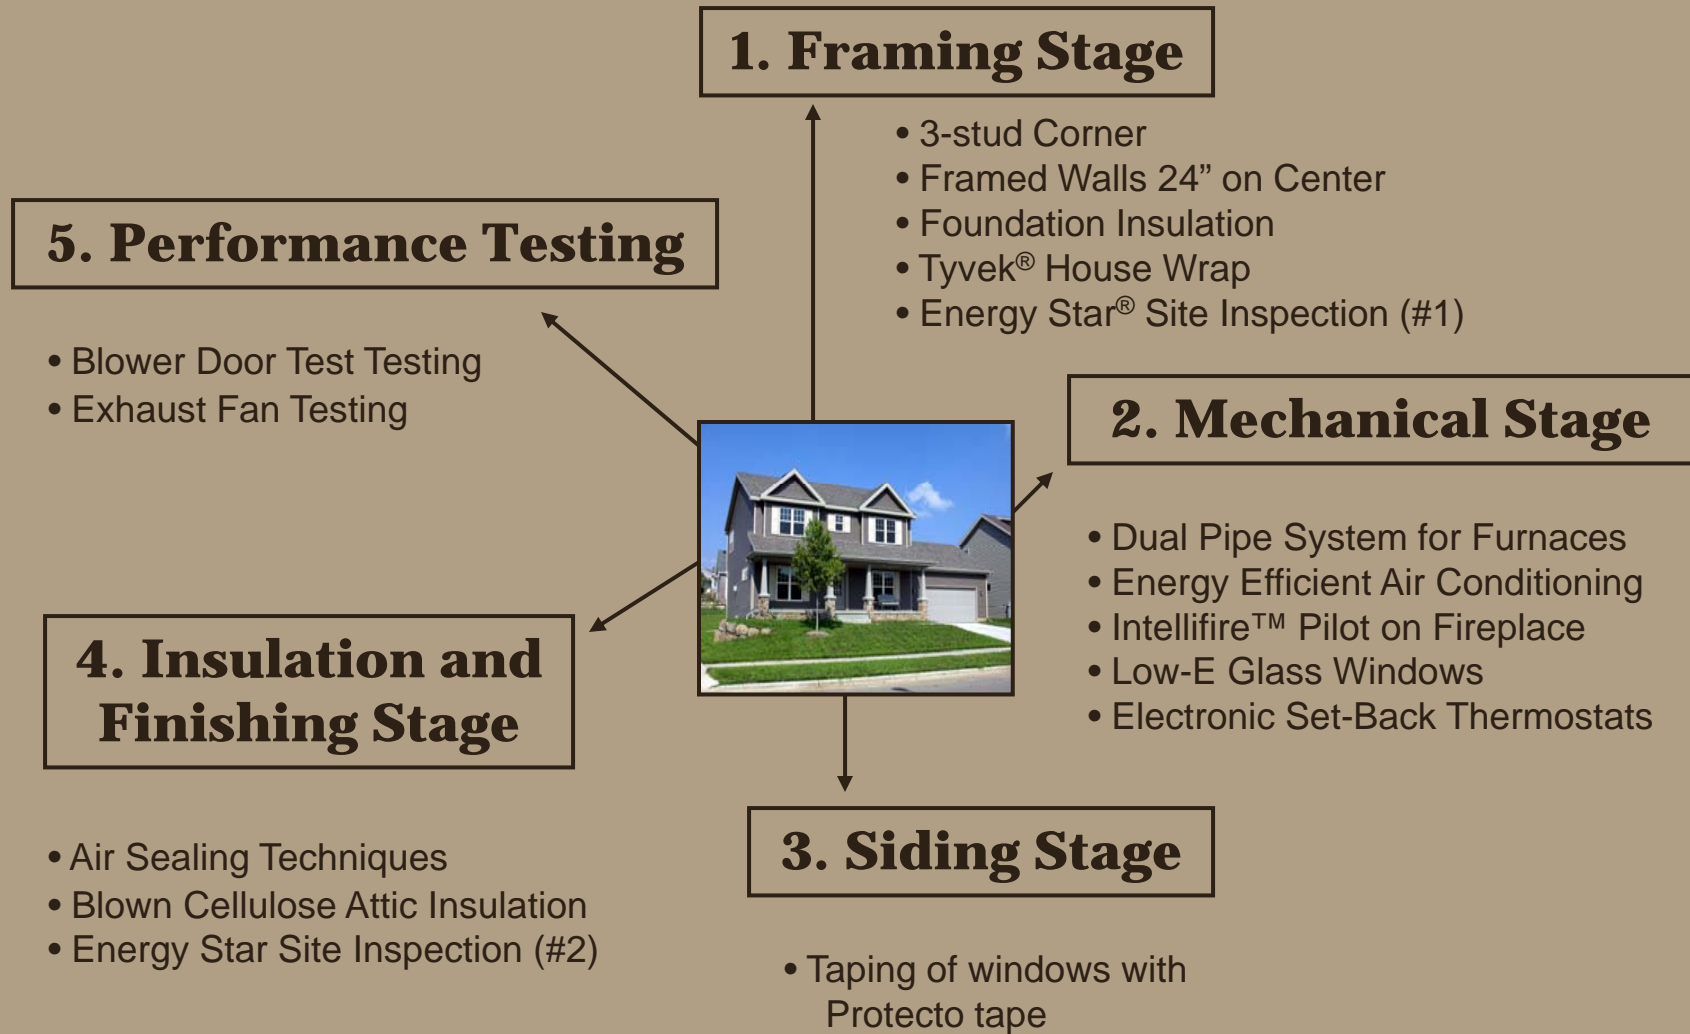 1. Framing Stage
• 3-stud Corner
• Framed Walls 24” on Center
• Foundation Insulation
• Tyvek® House Wrap
• Energy Star® Site Inspection (#1)
2. Mechanical Stage
• Dual Pipe System for Furnaces
• Energy Efficient Air Conditioning
• Intellifire™ Pilot on Fireplace
• Low-E Glass Windows
• Electronic Set-Back Thermostats
3. Siding Stage
• Taping of windows with
Protecto tape
4. Insulation and
Finishing Stage
• Air Sealing Techniques
• Blown Cellulose Attic Insulation
• Energy Star Site Inspection (#2)
5. Performance Testing
• Blower Door Test Testing
• Exhaust Fan Testing